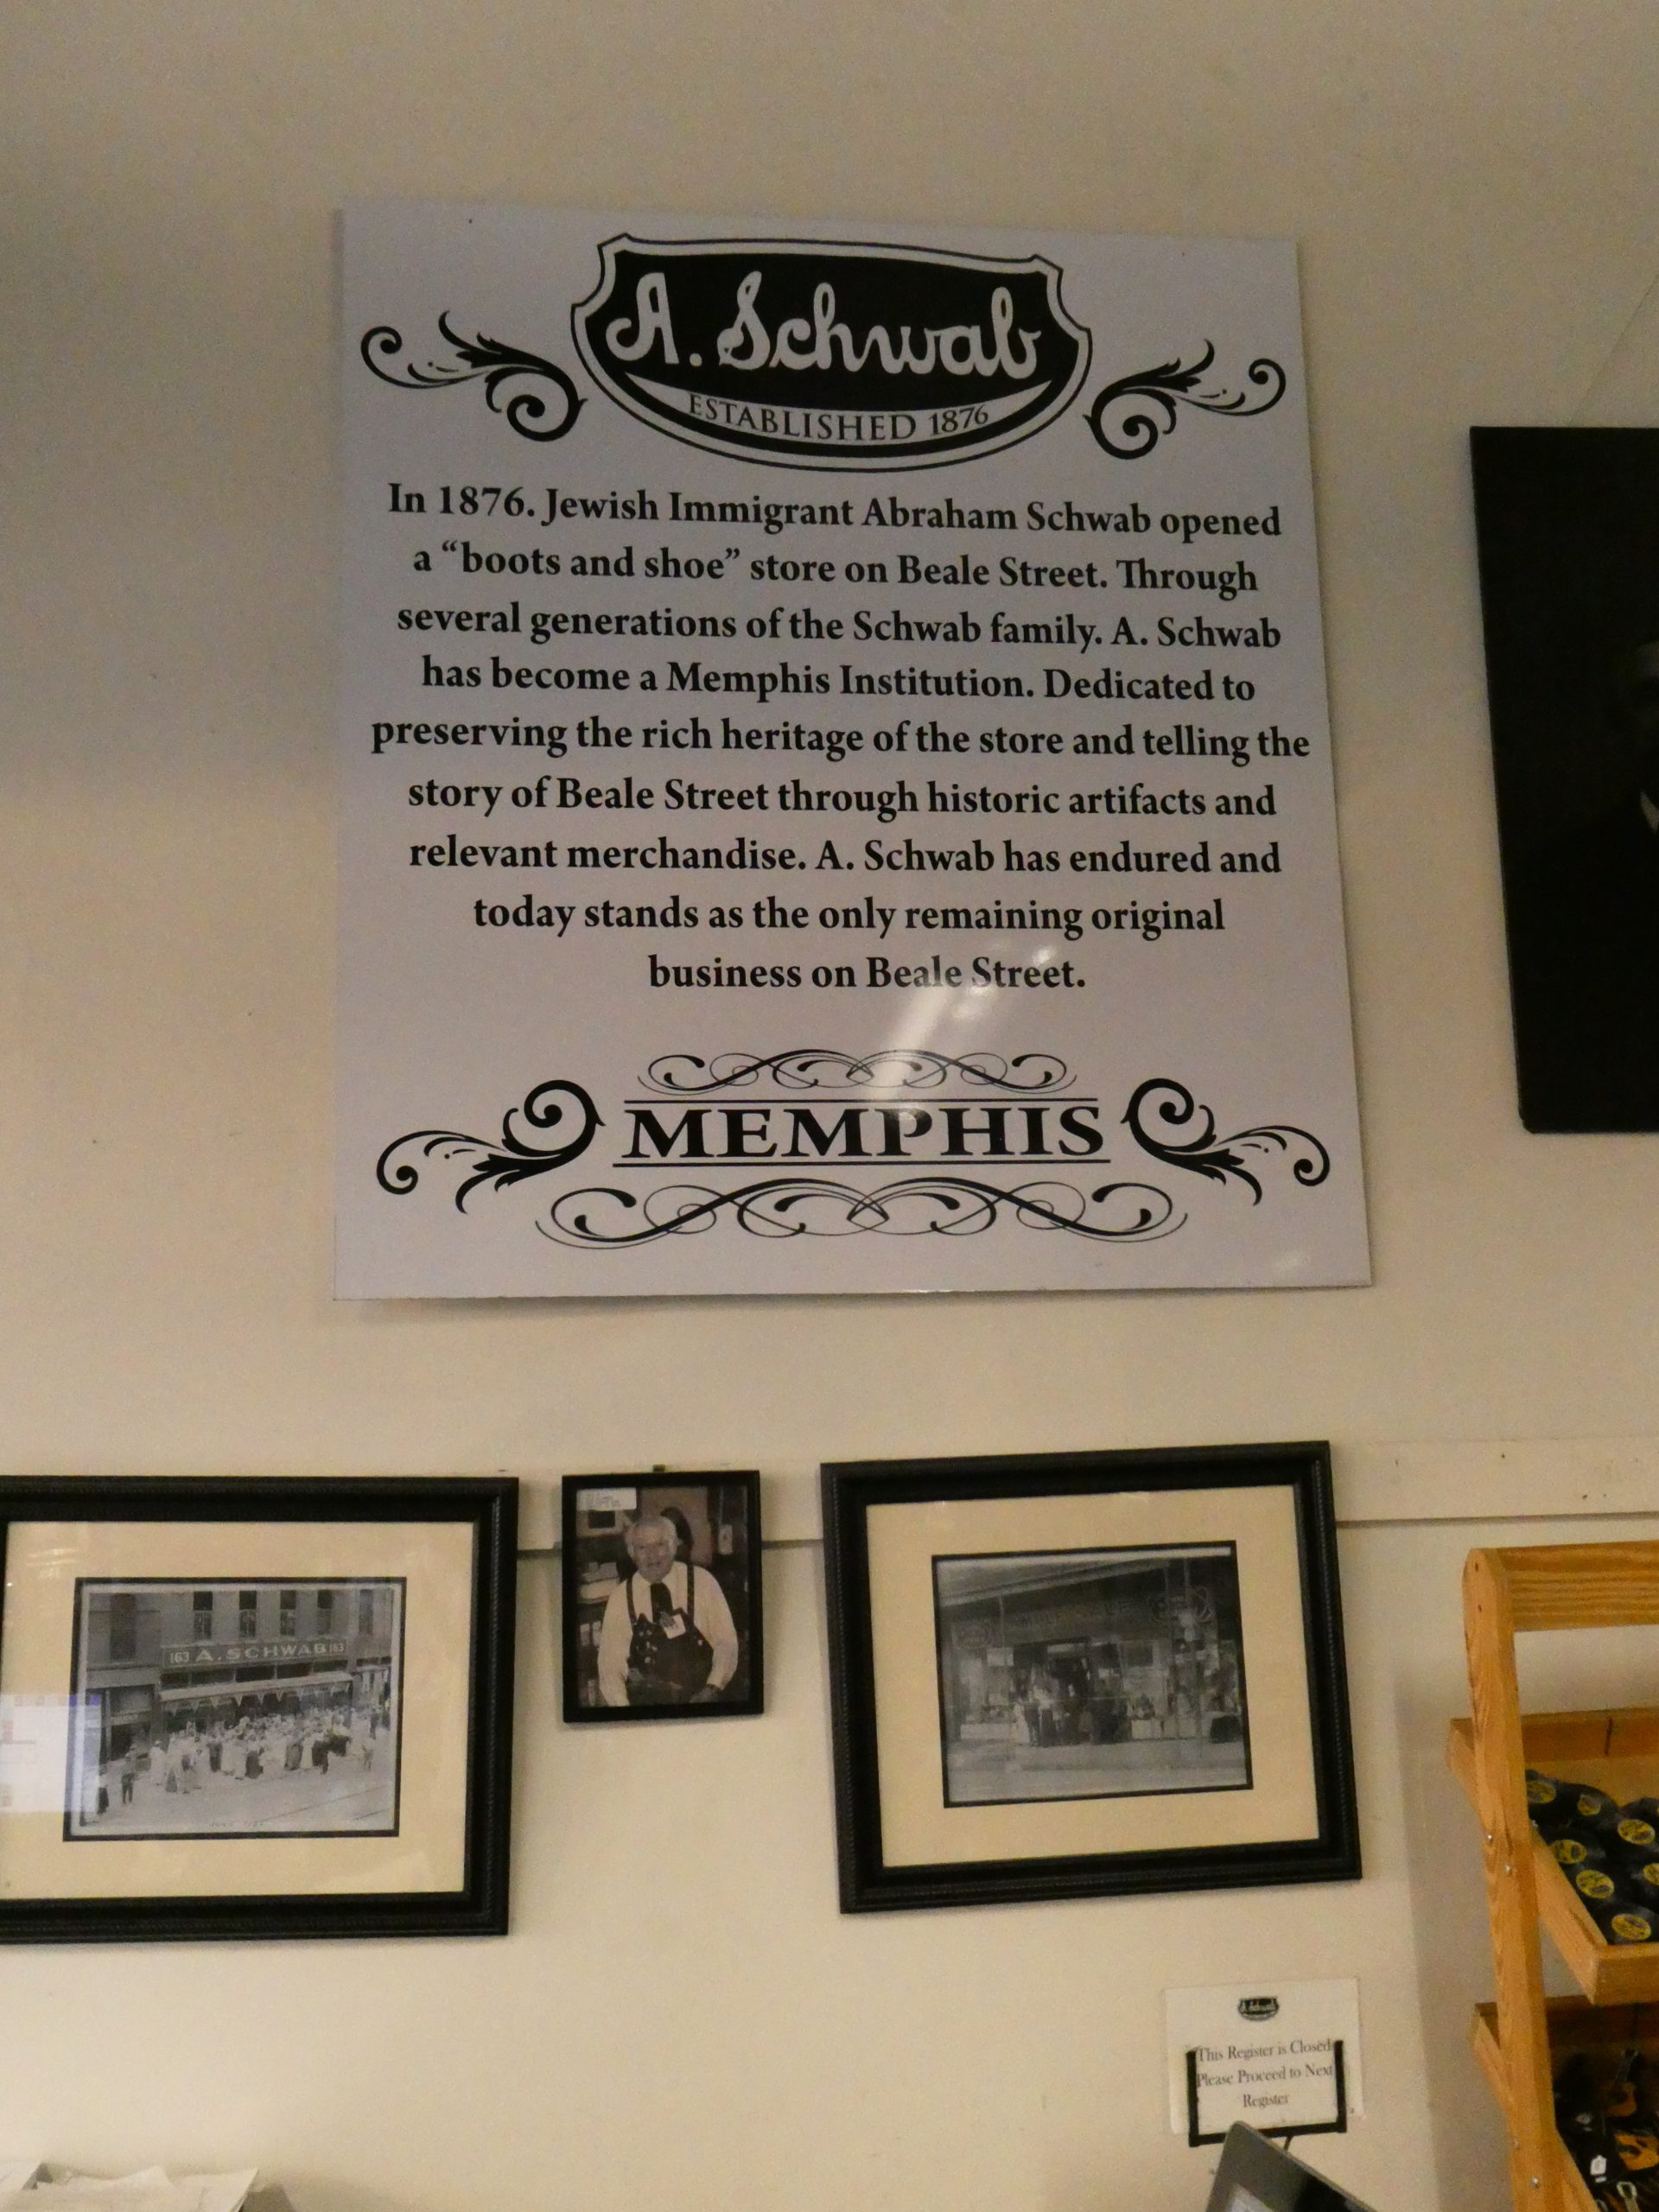 A. Schwab
ESTABLISHED 1876
In 1876. Jewish Immigrant Abraham Schwab opened
a “boots and shoe” store on Beale Street. Through
several generations of the Schwab family. A. Schwab
has become a Memphis Institution. Dedicated to
preserving the rich heritage of the store and telling the
story of Beale Street through historic artifacts and
relevant merchandise. A. Schwab has endured and
today stands as the only remaining original
business on Beale Street.
MEMPHIS
163 A. SCHWAB 163
A. Schwab
This Register is Closed
Please Proceed to Next
Register